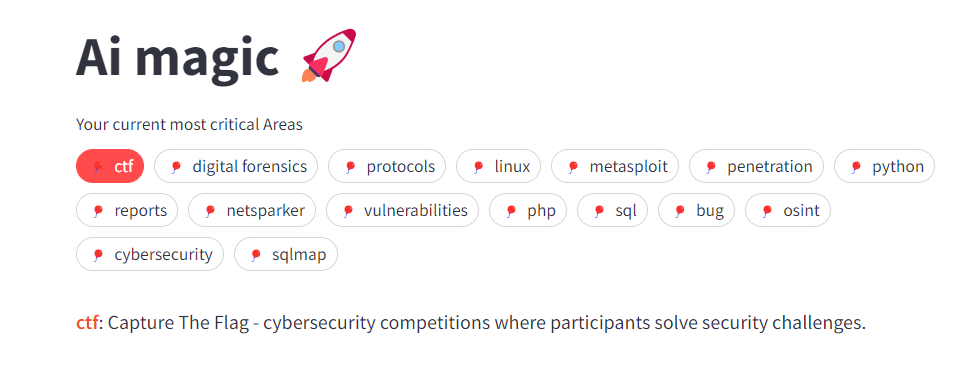 Ai magic 🚀
Your current most critical Areas
🎈 ctf 🎈 digital forensics 🎈 protocols 🎈 linux 🎈 metasploit 🎈 penetration 🎈 python
🎈 reports 🎈 netsparker 🎈 vulnerabilities 🎈 php 🎈 sql 🎈 bug 🎈 osint
🎈 cybersecurity 🎈 sqlmap
ctf: Capture The Flag - cybersecurity competitions where participants solve security challenges.